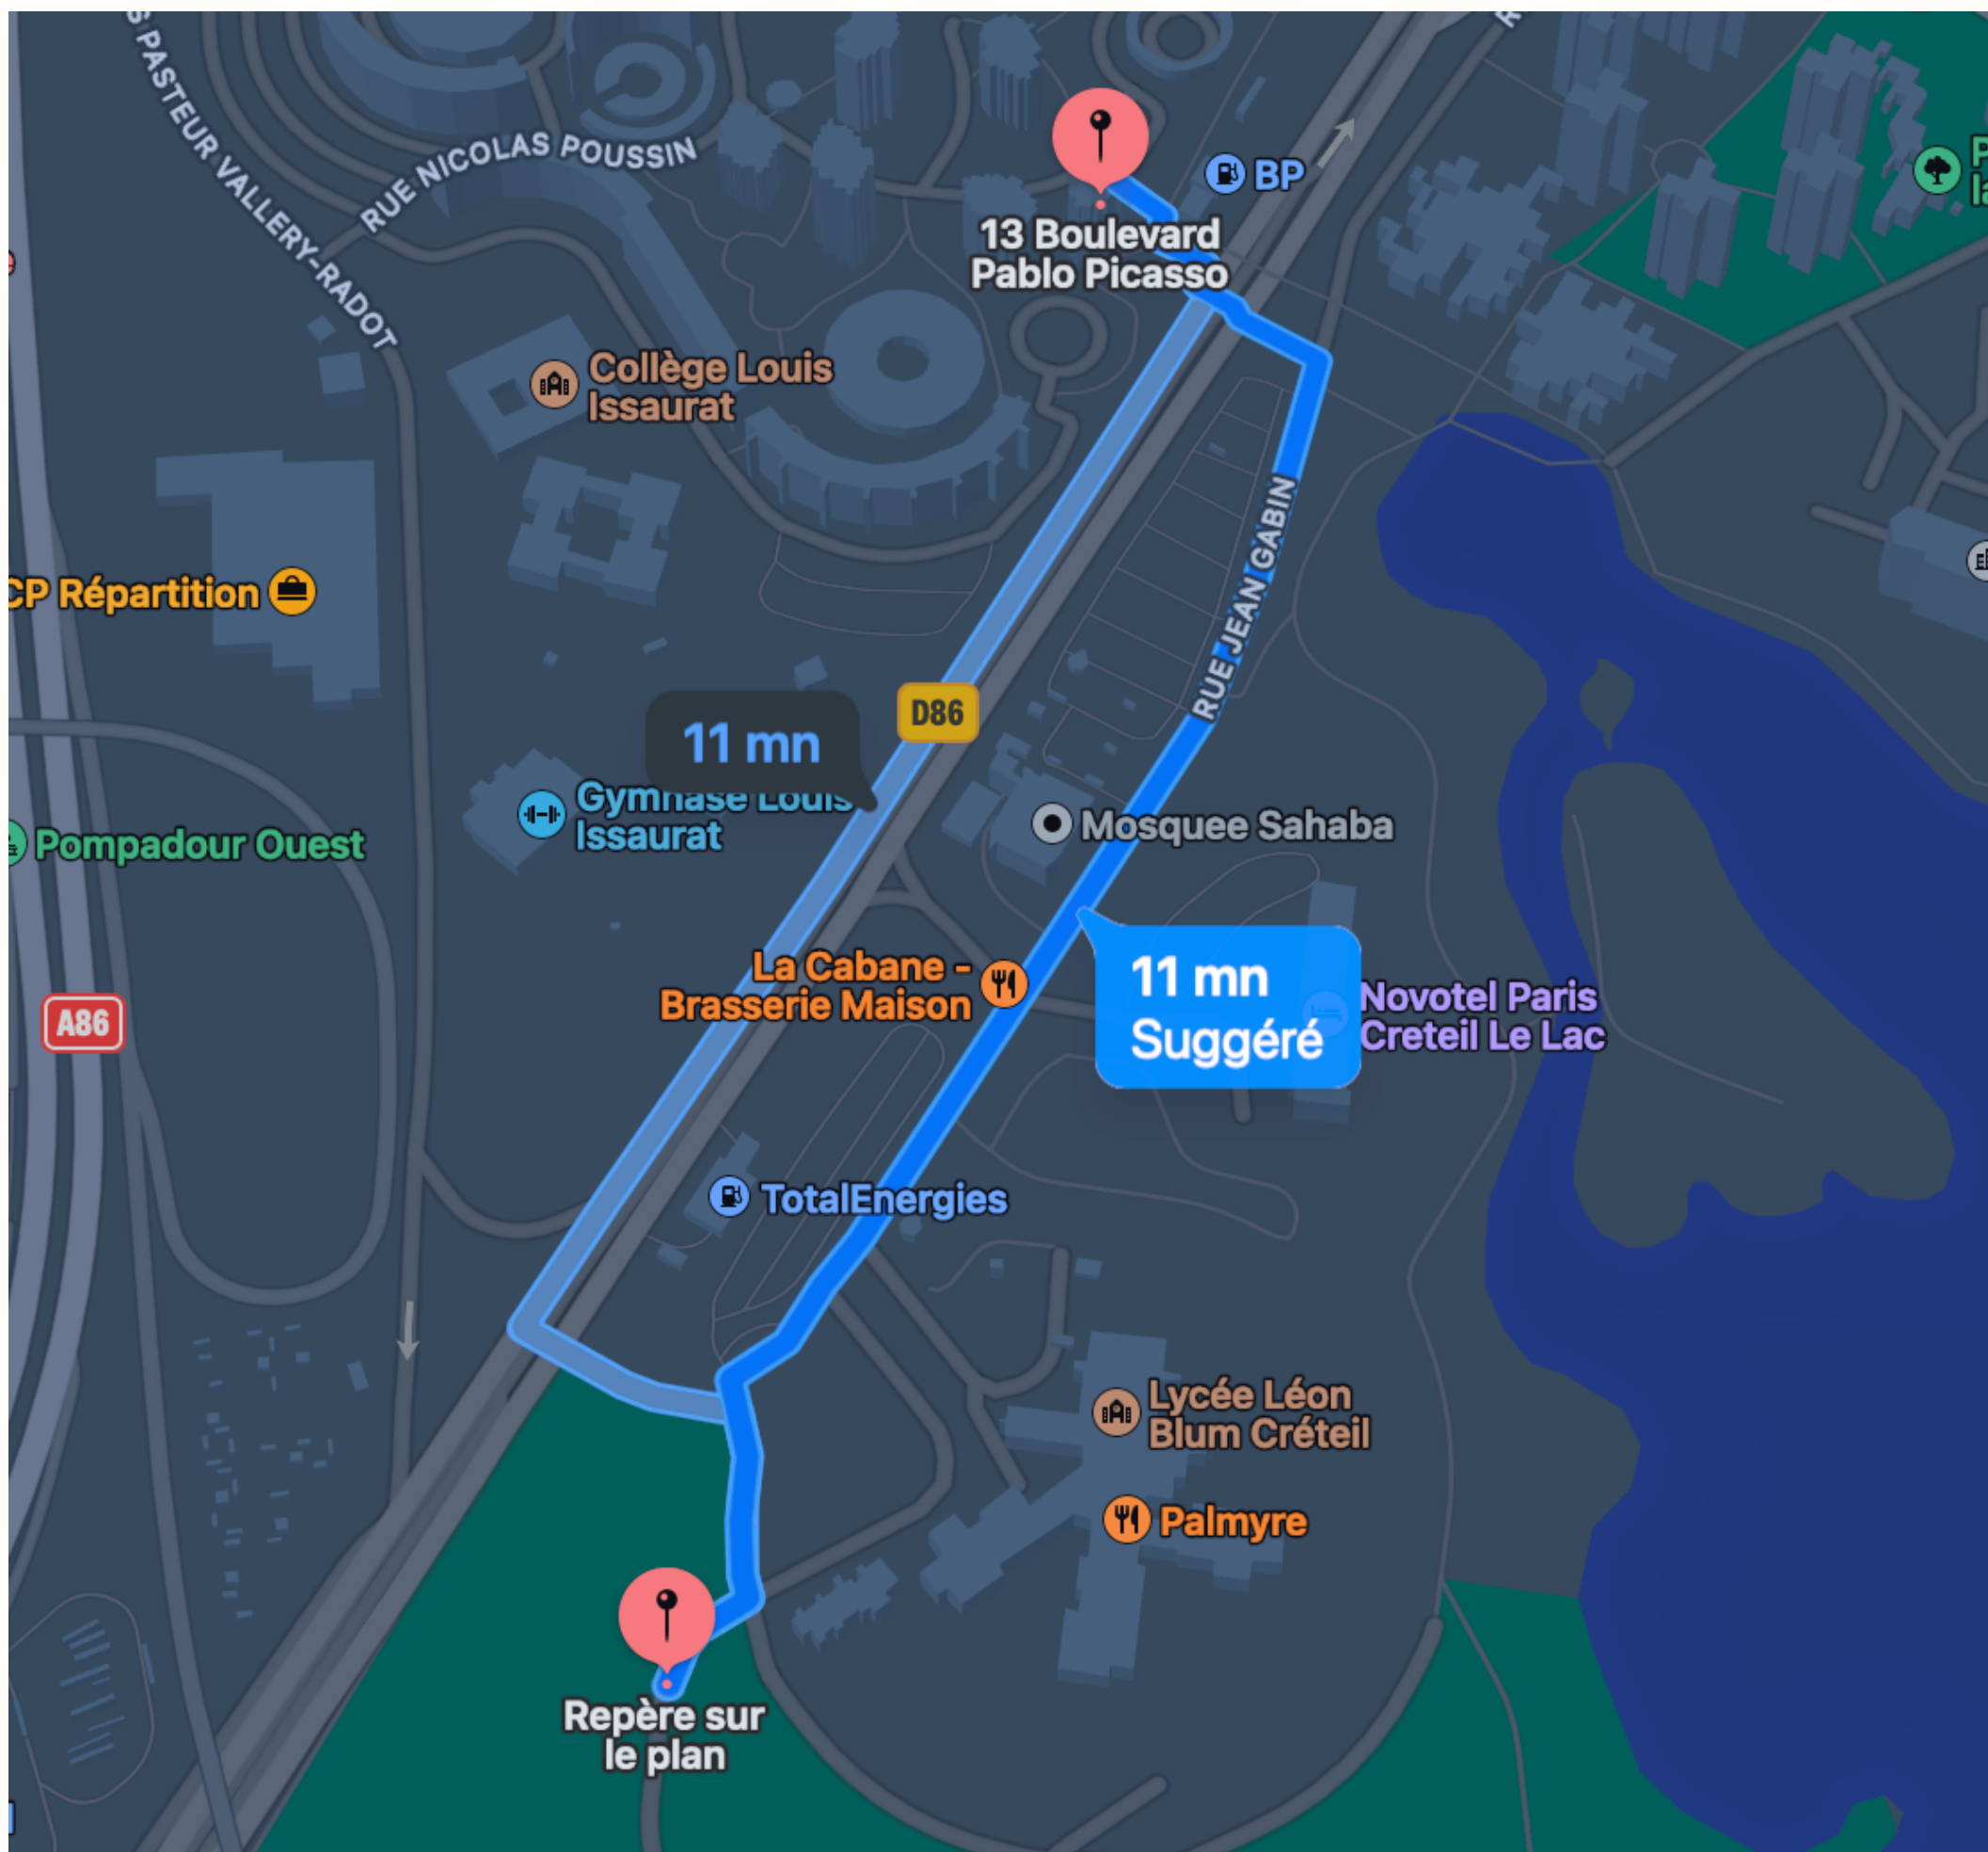 S PASTEUR VALLERY-RADOT
RUE NICOLAS POUSSIN
BP
13 Boulevard
Pablo Picasso
Collège Louis
Issaurat
RUE JEAN GABIN
CP Répartition
D86
11 mn
Gymnase Louis
Issaurat
Mosquee Sahaba
Pompadour Ouest
La Cabane -
Brasserie Maison
11 mn
Suggéré
Novotel Paris
Creteil Le Lac
A86
TotalEnergies
Lycée Léon
Blum Créteil
Palmyre
Repère sur
le plan